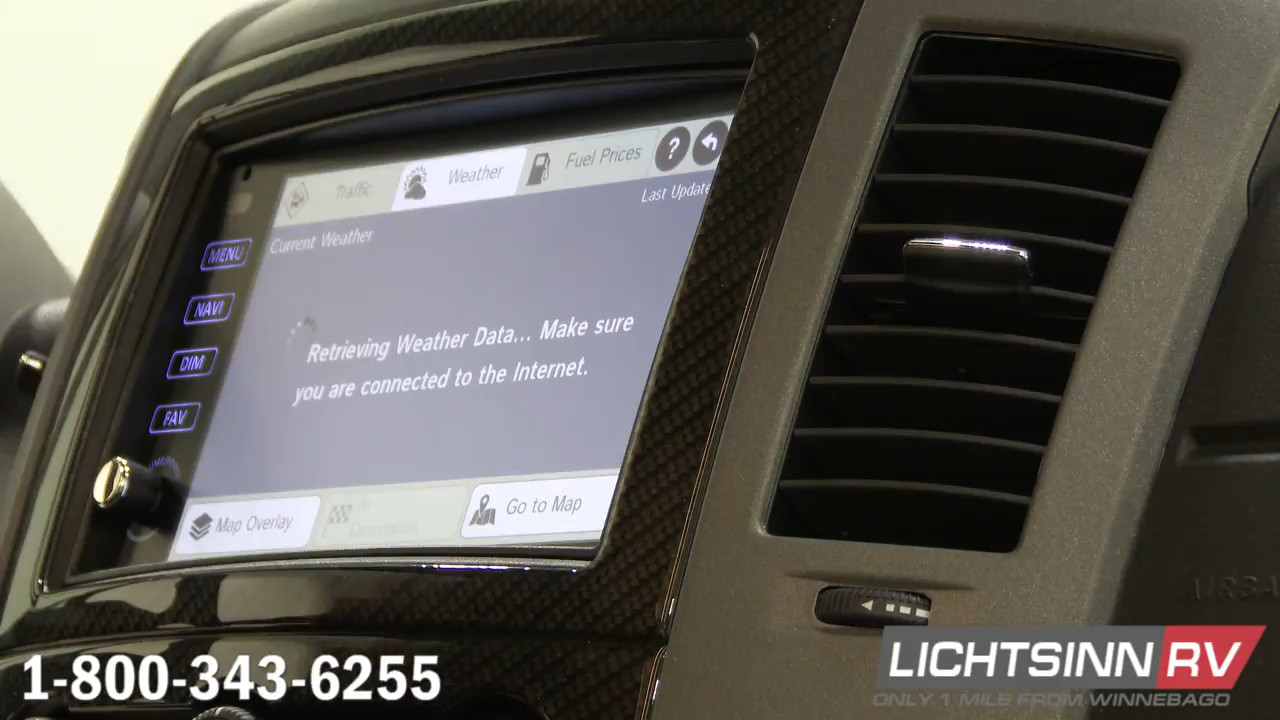 Traffic
Weather
Fuel Prices
?
Last Update
Current Weather
MENU
NAVI
DIM
FAV
Retrieving Weather Data... Make sure
you are connected to the Internet.
Map Overlay
At
Destination
Go to Map
1-800-343-6255
LICHTSINN RV
ONLY 1 MILE FROM WINNEBAGO